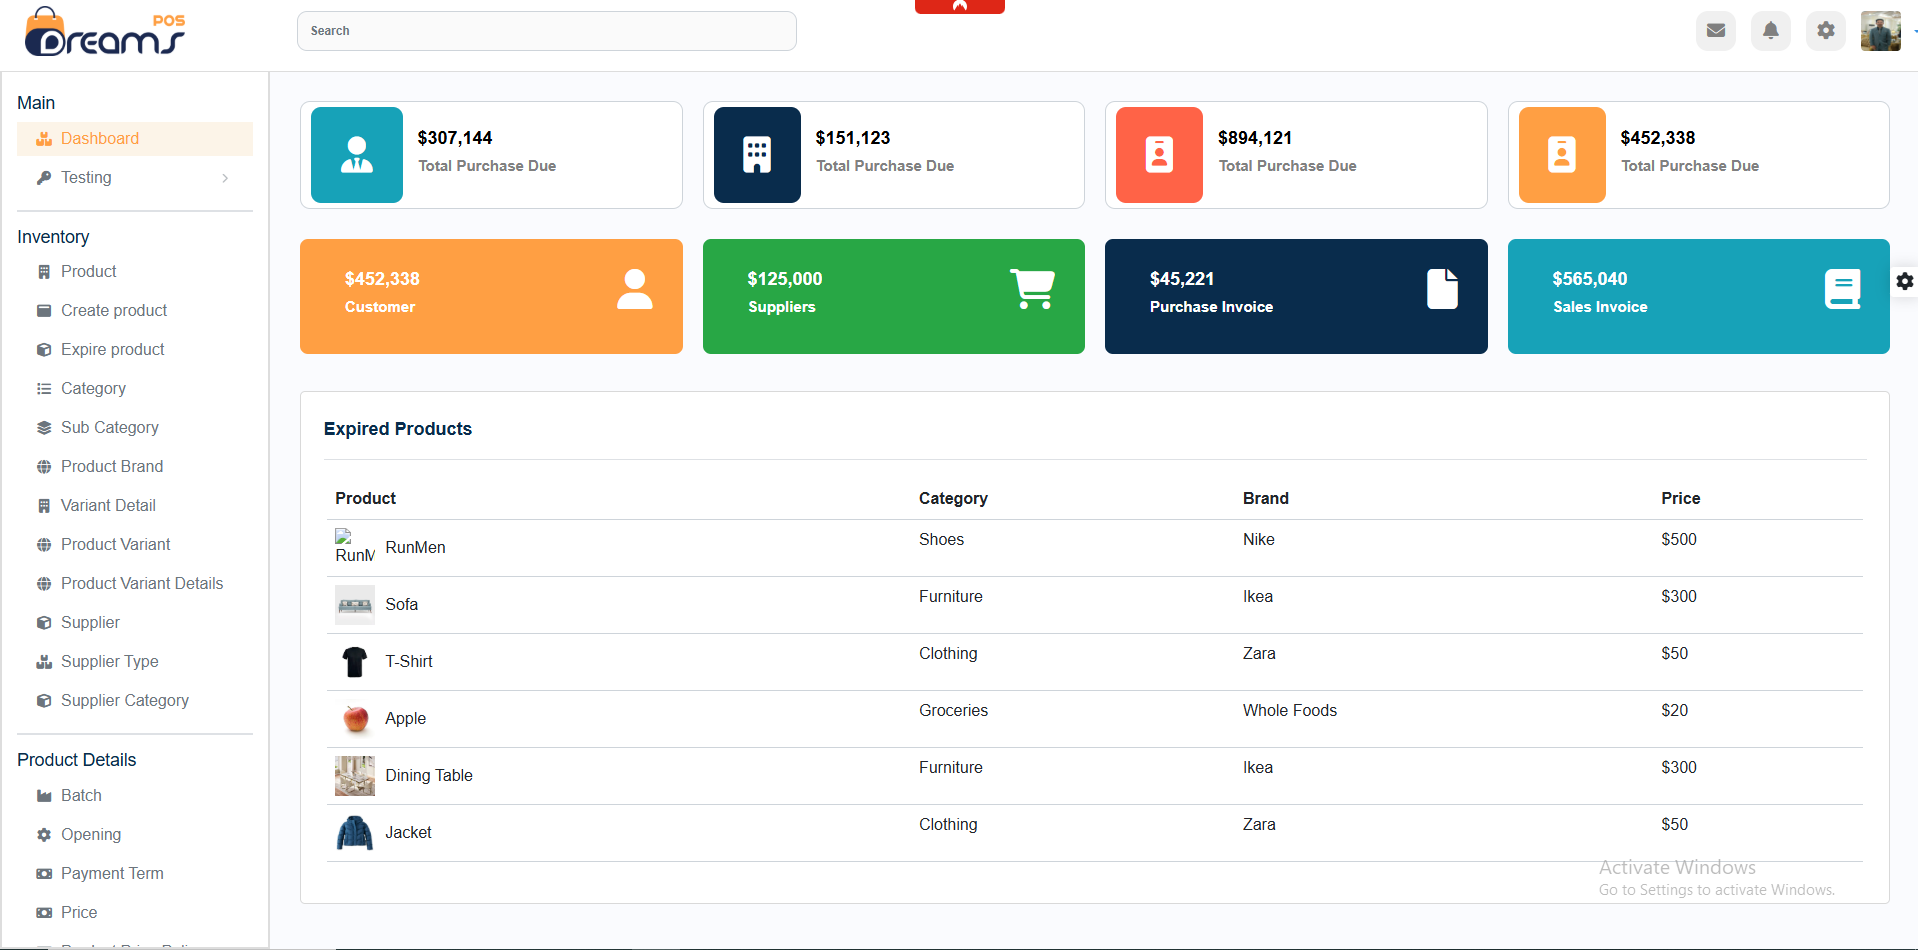 POS
Dreams
Search
Main
Dashboard
Testing
Inventory
Product
Create product
Expire product
Category
Sub Category
Product Brand
Variant Detail
Product Variant
Product Variant Details
Supplier
Supplier Type
Supplier Category
Product Details
Batch
Opening
Payment Term
Price
$307,144
Total Purchase Due
$151,123
Total Purchase Due
$894,121
Total Purchase Due
$452,338
Total Purchase Due
$452,338
Customer
$125,000
Suppliers
$45,221
Purchase Invoice
$565,040
Sales Invoice
Expired Products
Product Category Brand Price
RunM RunMen Shoes Nike $500
Sofa Furniture Ikea $300
T-Shirt Clothing Zara $50
Apple Groceries Whole Foods $20
Dining Table Furniture Ikea $300
Jacket Clothing Zara $50
Activate Windows
Go to Settings to activate Windows.